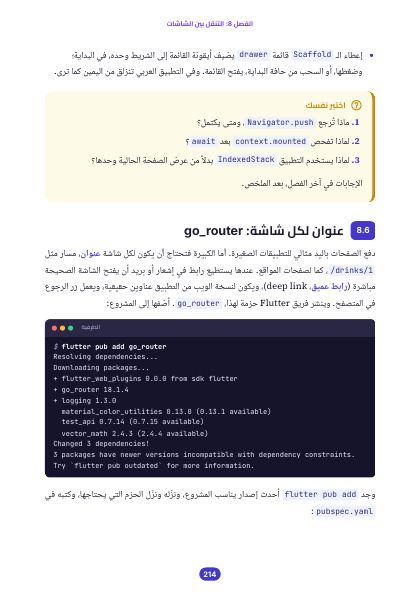 الفصل 8: التنقل بين الشاشات
• إعطاء الـ Scaffold قائمة drawer يضيف أيقونة القائمة إلى الشريط وحده، في البداية؛
وضغطها، أو السحب من حافة البداية، يفتح القائمة. وفي التطبيق العربي تنزلق من اليمين كما ترى.
اختبر نفسك
1. ماذا تُرجع Navigator.push ، ومتى يكتمل؟
2. لماذا تفحص context.mounted بعد await ؟
3. لماذا يستخدم التطبيق IndexedStack بدلاً من عرض الصفحة الحالية وحدها؟
الإجابات في آخر الفصل، بعد الملخص.
8.6 عنوان لكل شاشة: go_router
دفع الصفحات باليد مثالي للتطبيقات الصغيرة. أما الكبيرة فتحتاج أن يكون لكل شاشة عنوان، مسار مثل
/drinks/1 ، كما لصفحات المواقع. عندها يستطيع رابط في إشعار أو بريد أن يفتح الشاشة الصحيحة
مباشرة (رابط عميق، deep link)، ويكون لنسخة الويب من التطبيق عناوين حقيقية، ويعمل زر الرجوع
في المتصفح. وينشر فريق Flutter حزمة لهذا، go_router . أضفها إلى المشروع:
الطرفية
$ flutter pub add go_router
Resolving dependencies...
Downloading packages...
+ flutter_web_plugins 0.0.0 from sdk flutter
+ go_router 18.1.4
+ logging 1.3.0
material_color_utilities 0.13.0 (0.13.1 available)
test_api 0.7.14 (0.7.15 available)
vector_math 2.4.3 (2.4.4 available)
Changed 3 dependencies!
3 packages have newer versions incompatible with dependency constraints.
Try `flutter pub outdated` for more information.
وجد flutter pub add أحدث إصدار يناسب المشروع، ونزّله ونزّل الحزم التي يحتاجها، وكتبه في
pubspec.yaml :
214